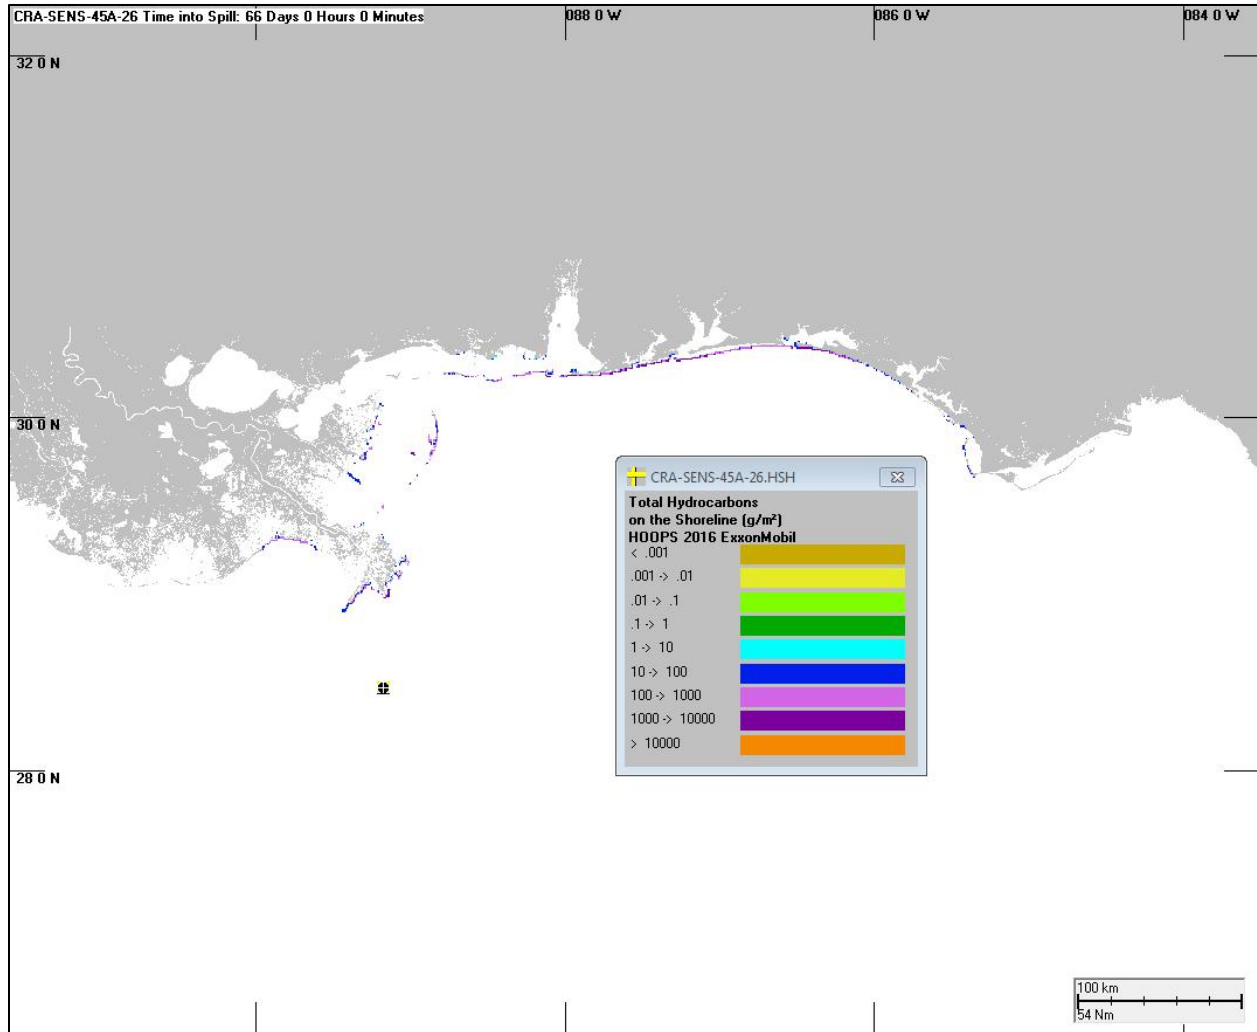 CRA-SENS-45A-26 Time into Spill: 66 Days 0 Hours 0 Minutes
088 0 W
086 0 W
084 0 W
32 0 N
30 0 N
28 0 N
CRA-SENS-45A-26.HSH
Total Hydrocarbons
on the Shoreline (g/m²)
HOOPS 2016 ExxonMobil
< .001
.001 -> .01
.01 -> .1
.1 -> 1
1 -> 10
10 -> 100
100 -> 1000
1000 -> 10000
> 10000
100 km
54 Nm